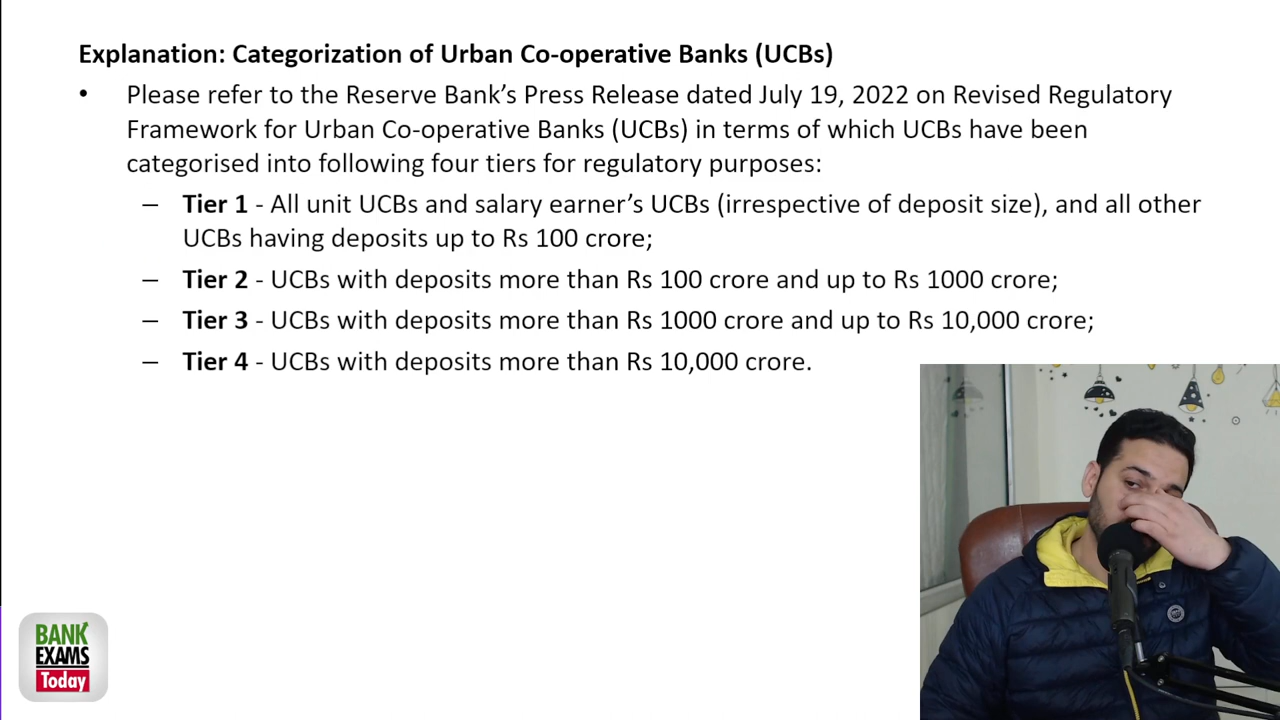 Explanation: Categorization of Urban Co-operative Banks (UCBs)
• Please refer to the Reserve Bank’s Press Release dated July 19, 2022 on Revised Regulatory
Framework for Urban Co-operative Banks (UCBs) in terms of which UCBs have been
categorised into following four tiers for regulatory purposes:
– Tier 1 - All unit UCBs and salary earner’s UCBs (irrespective of deposit size), and all other
UCBs having deposits up to Rs 100 crore;
– Tier 2 - UCBs with deposits more than Rs 100 crore and up to Rs 1000 crore;
– Tier 3 - UCBs with deposits more than Rs 1000 crore and up to Rs 10,000 crore;
– Tier 4 - UCBs with deposits more than Rs 10,000 crore.
BANK
EXAMS
Today